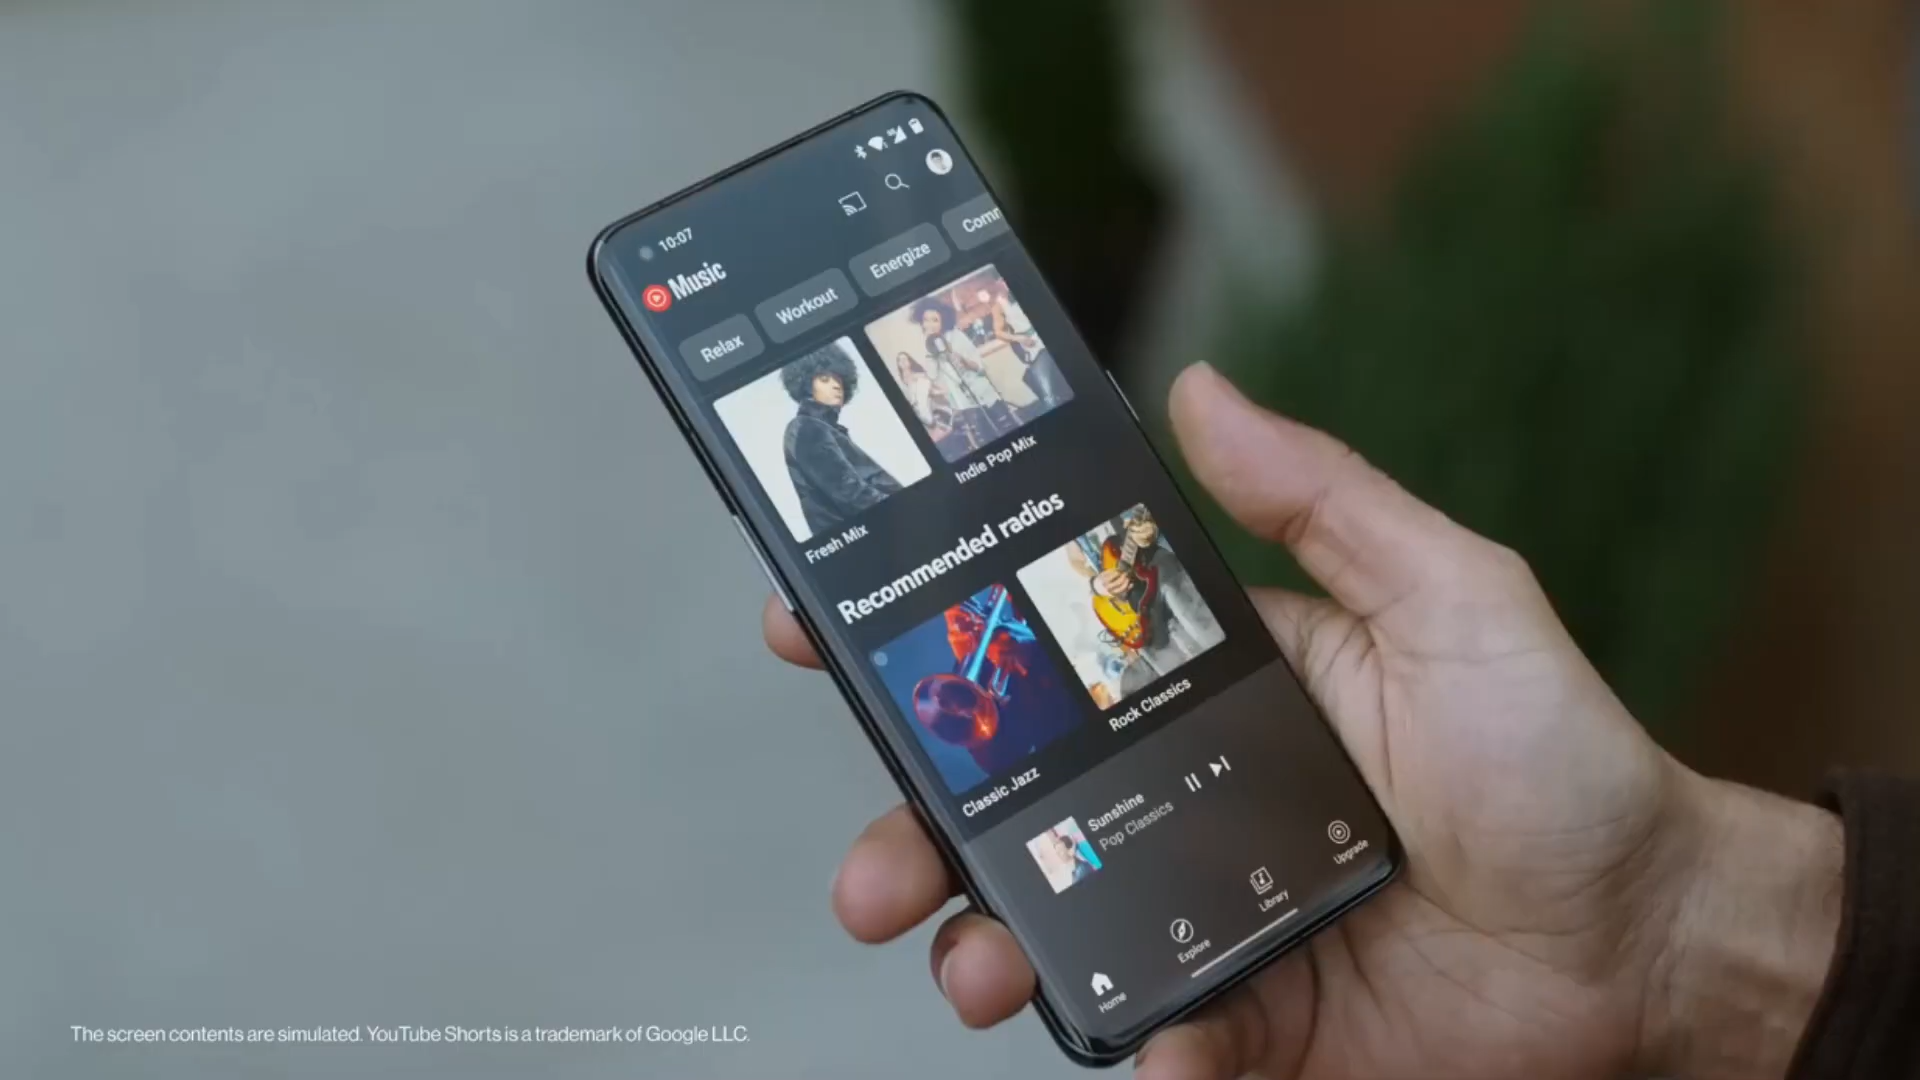 10:07
Music
Relax
Workout
Energize
Comm
Fresh Mix
Indie Pop Mix
Recommended radios
Classic Jazz
Rock Classics
Sunshine
Pop Classics
Home
Explore
Library
Upgrade
The screen contents are simulated. YouTube Shorts is a trademark of Google LLC.